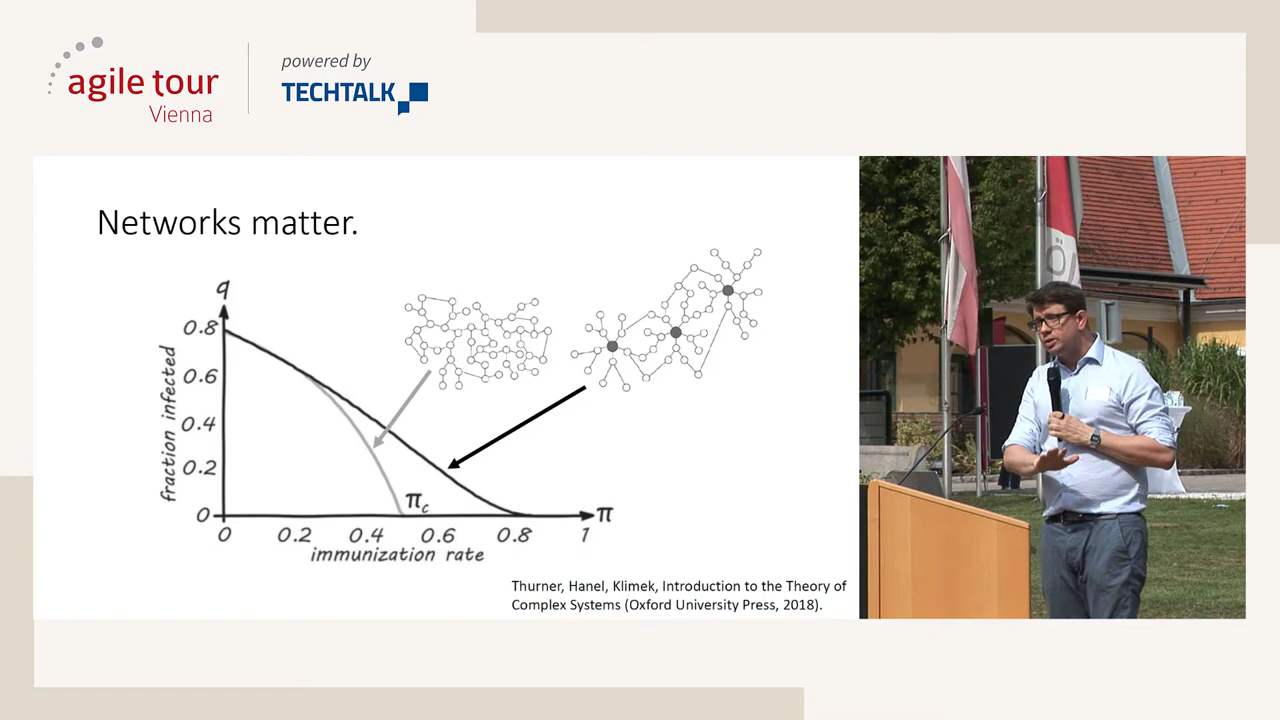 agile tour
Vienna
powered by
TECHTALK
Networks matter.
q
0.8
0.6
0.4
0.2
0
fraction infected
πc
π
0 0.2 0.4 0.6 0.8 1
immunization rate
Thurner, Hanel, Klimek, Introduction to the Theory of
Complex Systems (Oxford University Press, 2018).